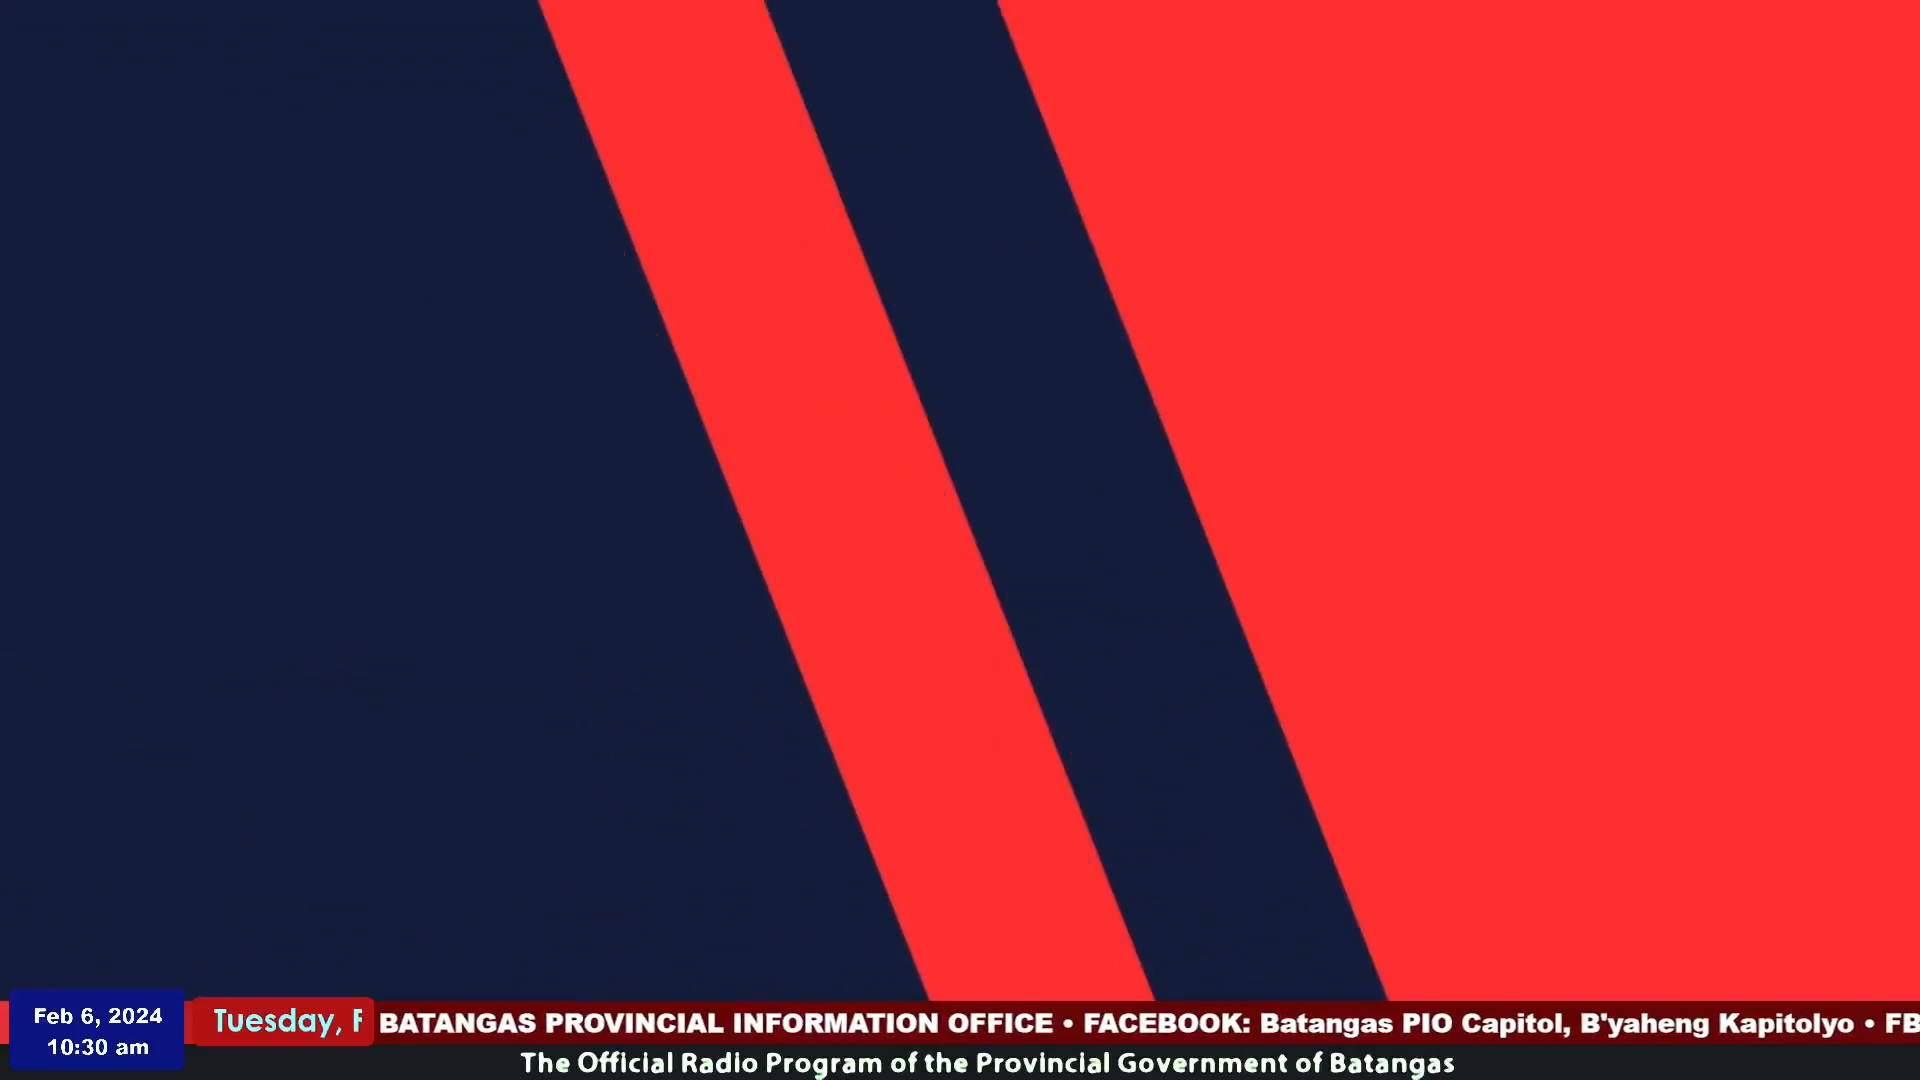 Feb 6, 2024
10:30 am
Tuesday, F
BATANGAS PROVINCIAL INFORMATION OFFICE • FACEBOOK: Batangas PIO Capitol, B'yaheng Kapitolyo • FB
The Official Radio Program of the Provincial Government of Batangas